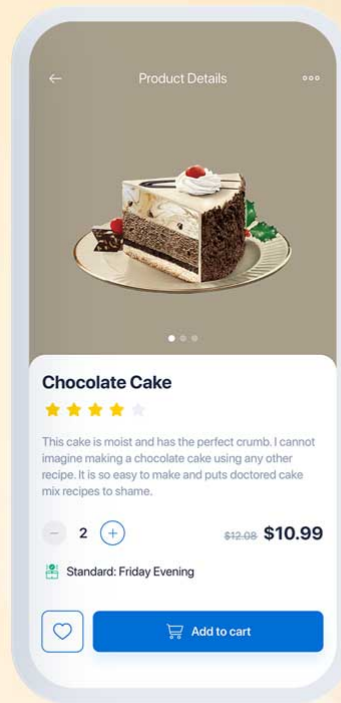 Product Details
Chocolate Cake
This cake is moist and has the perfect crumb. I cannot
imagine making a chocolate cake using any other
recipe. It is so easy to make and puts doctored cake
mix recipes to shame.
2
$12.08 $10.99
Standard: Friday Evening
Add to cart